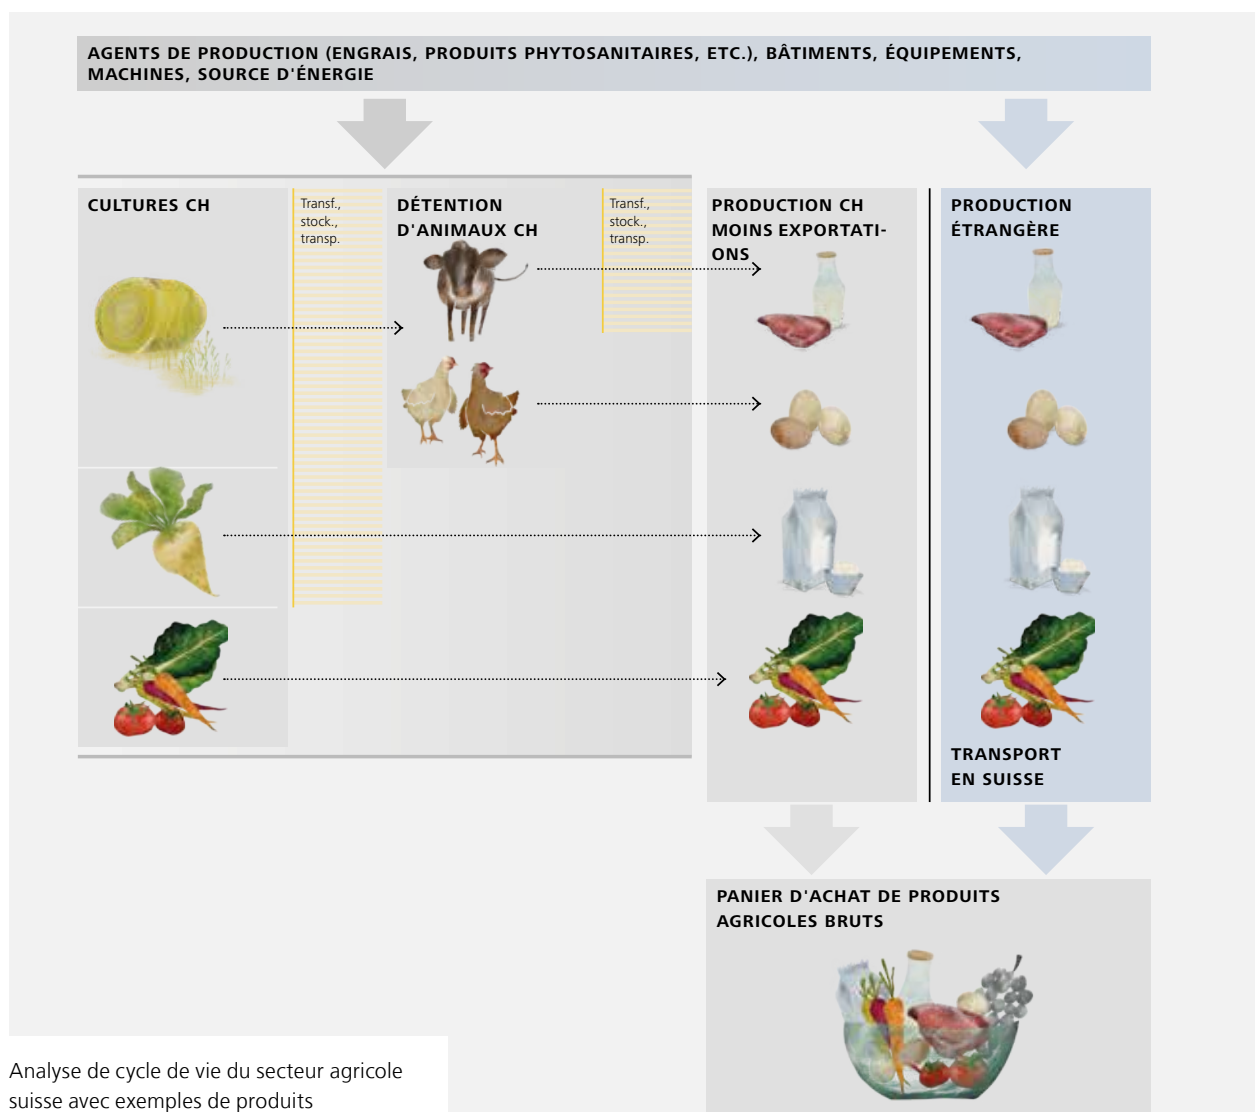 AGENTS DE PRODUCTION (ENGRAIS, PRODUITS PHYTOSANITAIRES, ETC.), BÂTIMENTS, ÉQUIPEMENTS,
MACHINES, SOURCE D'ÉNERGIE
CULTURES CH
Transf.,
stock.,
transp.
DÉTENTION
D'ANIMAUX CH
Transf.,
stock.,
transp.
PRODUCTION CH
MOINS EXPORTATI-
ONS
PRODUCTION
ÉTRANGÈRE
TRANSPORT
EN SUISSE
PANIER D'ACHAT DE PRODUITS
AGRICOLES BRUTS
Analyse de cycle de vie du secteur agricole
suisse avec exemples de produits